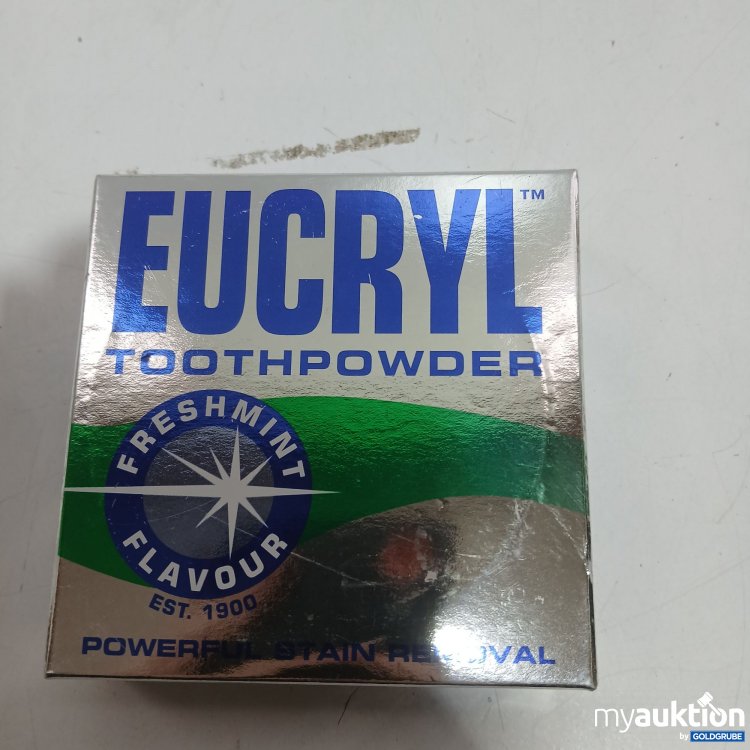 EUCRYL™
TOOTHPOWDER
FRESHMINT
FLAVOUR
EST. 1900
POWERFUL STAIN REMOVAL
myauktion
by GOLDGRUBE